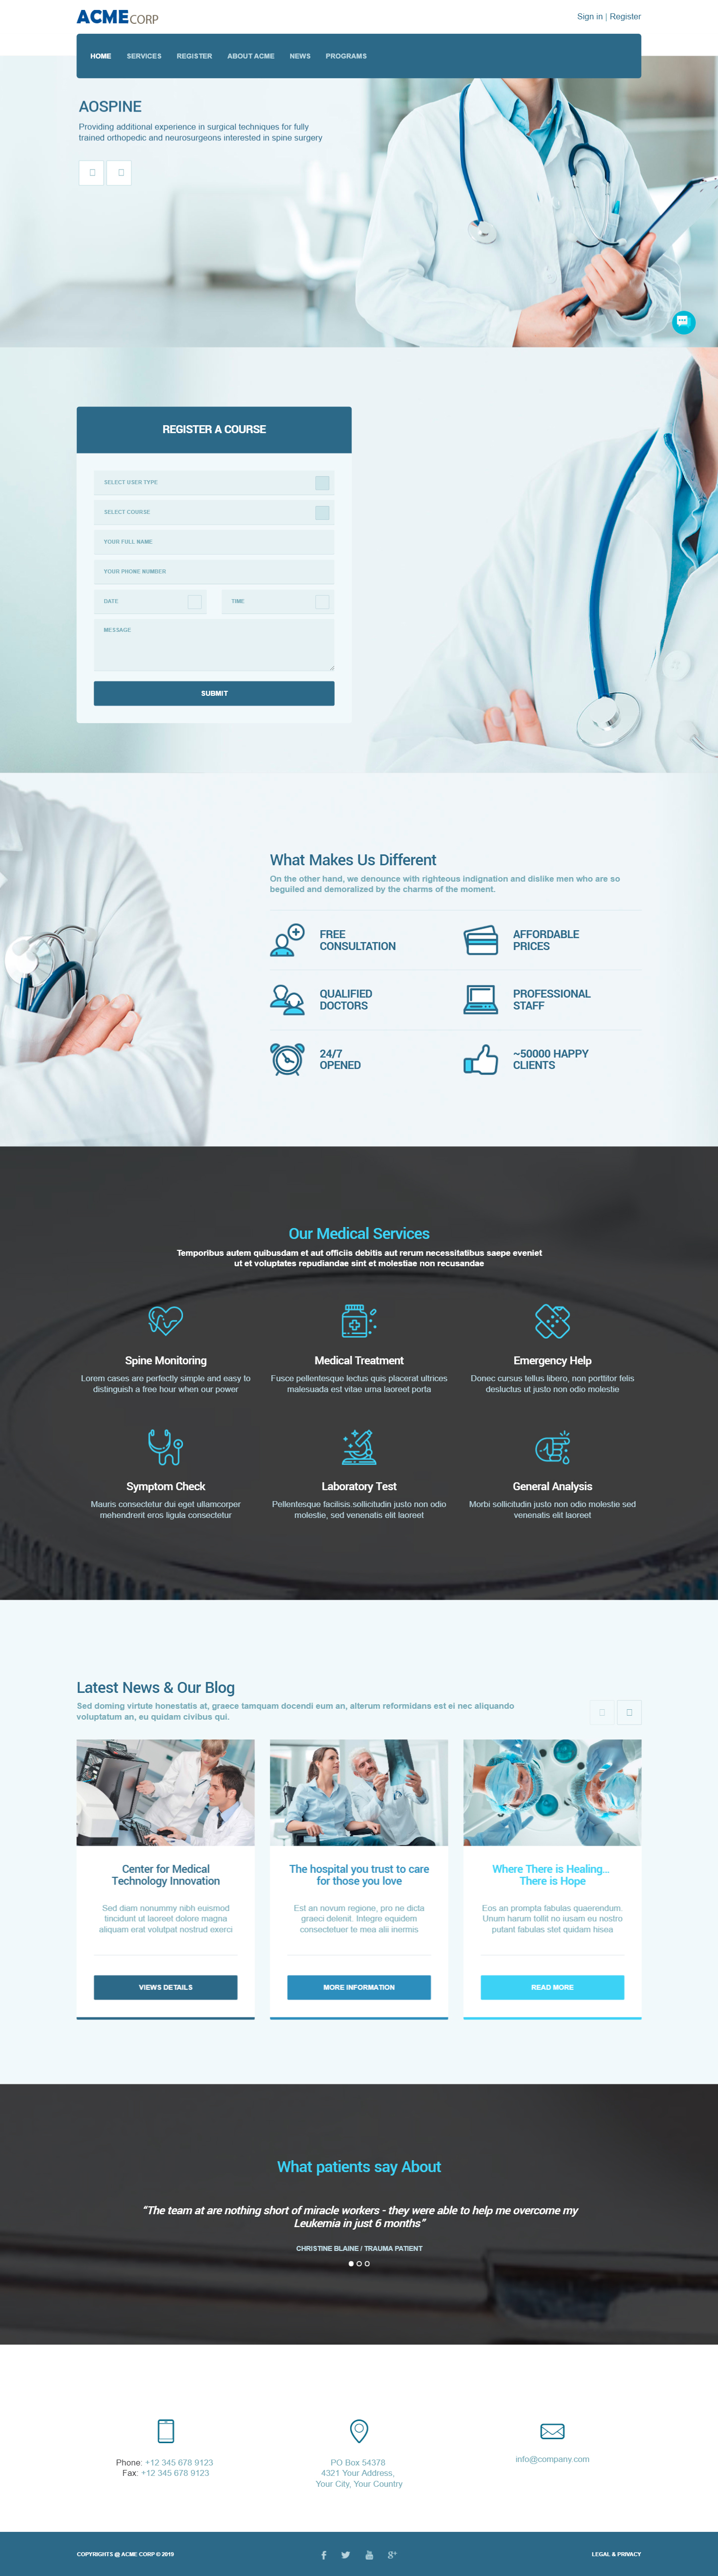 ACMECORP
Sign in | Register
HOME SERVICES REGISTER ABOUT ACME NEWS PROGRAMS
AOSPINE
Providing additional experience in surgical techniques for fully
trained orthopedic and neurosurgeons interested in spine surgery
REGISTER A COURSE
SELECT USER TYPE
SELECT COURSE
YOUR FULL NAME
YOUR PHONE NUMBER
DATE TIME
MESSAGE
SUBMIT
What Makes Us Different
On the other hand, we denounce with righteous indignation and dislike men who are so
beguiled and demoralized by the charms of the moment.
FREE
CONSULTATION
AFFORDABLE
PRICES
QUALIFIED
DOCTORS
PROFESSIONAL
STAFF
24/7
OPENED
~50000 HAPPY
CLIENTS
Our Medical Services
Temporibus autem quibusdam et aut officiis debitis aut rerum necessitatibus saepe eveniet
ut et voluptates repudiandae sint et molestiae non recusandae
Spine Monitoring
Lorem cases are perfectly simple and easy to
distinguish a free hour when our power
Medical Treatment
Fusce pellentesque lectus quis placerat ultrices
malesuada est vitae uma laoreet porta
Emergency Help
Donec cursus tellus libero, non porttitor felis
desluctus ut justo non odio molestie
Symptom Check
Mauris consectetur dui eget ullamcorper
mehendrerit eros ligula consectetur
Laboratory Test
Pellentesque facilisis.sollicitudin justo non odio
molestie, sed venenatis elit laoreet
General Analysis
Morbi sollicitudin justo non odio molestie sed
venenatis elit laoreet
Latest News & Our Blog
Sed doming virtute honestatis at, graece tamquam docendi eum an, alterum reformidans est ei nec aliquando
voluptatum an, eu quidam civibus qui.
Center for Medical
Technology Innovation
Sed diam nonummy nibh euismod
tincidunt ut laoreet dolore magna
aliquam erat volutpat nostrud exerci
VIEWS DETAILS
The hospital you trust to care
for those you love
Est an novum regione, pro ne dicta
graeci delenit. Integre equidem
consectetuer te mea alii inermis
MORE INFORMATION
Where There is Healing...
There is Hope
Eos an prompta fabulas quaerendum.
Unum harum tollit no iusam eu nostro
putant fabulas stet quidam hisea
READ MORE
What patients say About
“The team at are nothing short of miracle workers - they were able to help me overcome my
Leukemia in just 6 months”
CHRISTINE BLAINE / TRAUMA PATIENT
Phone: +12 345 678 9123
Fax: +12 345 678 9123
PO Box 54378
4321 Your Address,
Your City, Your Country
info@company.com
COPYRIGHTS @ ACME CORP © 2019
LEGAL & PRIVACY